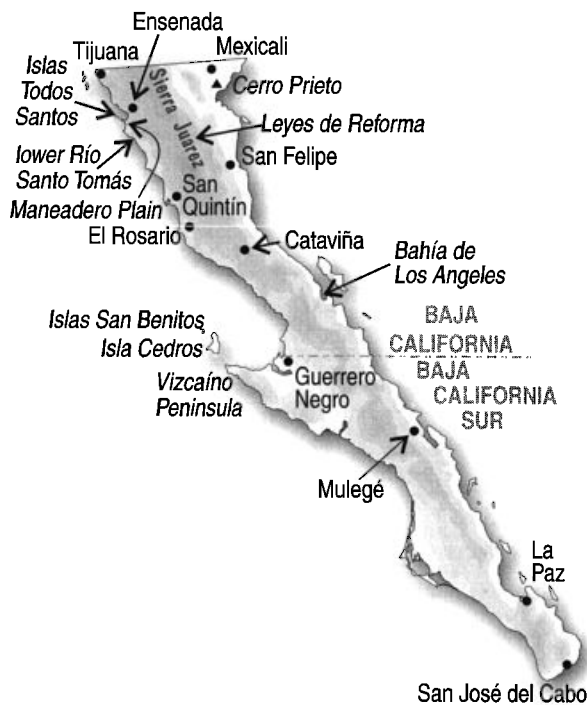 Ensenada
Tijuana
Mexicali
Islas
Todos
Santos
Cerro Prieto
Sierra Juarez
Leyes de Reforma
lower Río
Santo Tomás
San Felipe
Maneadero Plain
San
Quintín
El Rosario
Cataviña
Bahía de
Los Angeles
Islas San Benitos
Isla Cedros
BAJA
CALIFORNIA
BAJA
CALIFORNIA
SUR
Vizcaíno
Peninsula
Guerrero
Negro
Mulegé
La
Paz
San José del Cabo